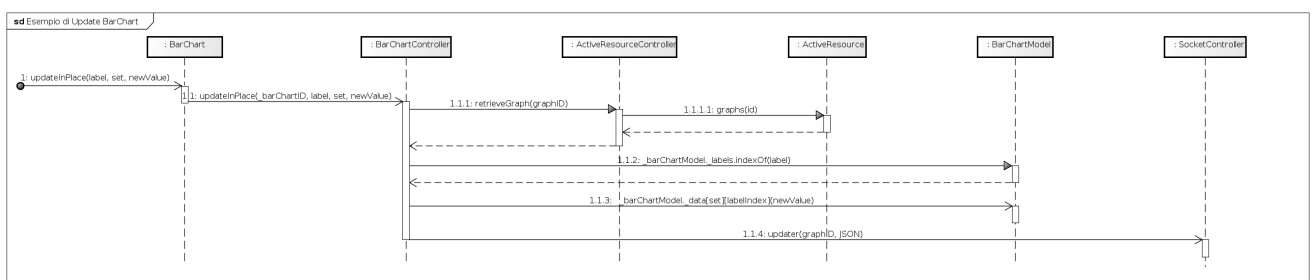 sd Esempio di Update BarChart
: BarChart
: BarChartController
: ActiveResourceController
: ActiveResource
: BarChartModel
: SocketController
1: updateInPlace(label, set, newValue)
1.1: updateInPlace(_barChartID, label, set, newValue)
1.1.1: retrieveGraph(graphID)
1.1.1.1: graphs(id)
1.1.2: _barChartModel._labels.indexOf(label)
1.1.3: _barChartModel._data[set][labelIndex](newValue)
1.1.4: updater(graphID, JSON)